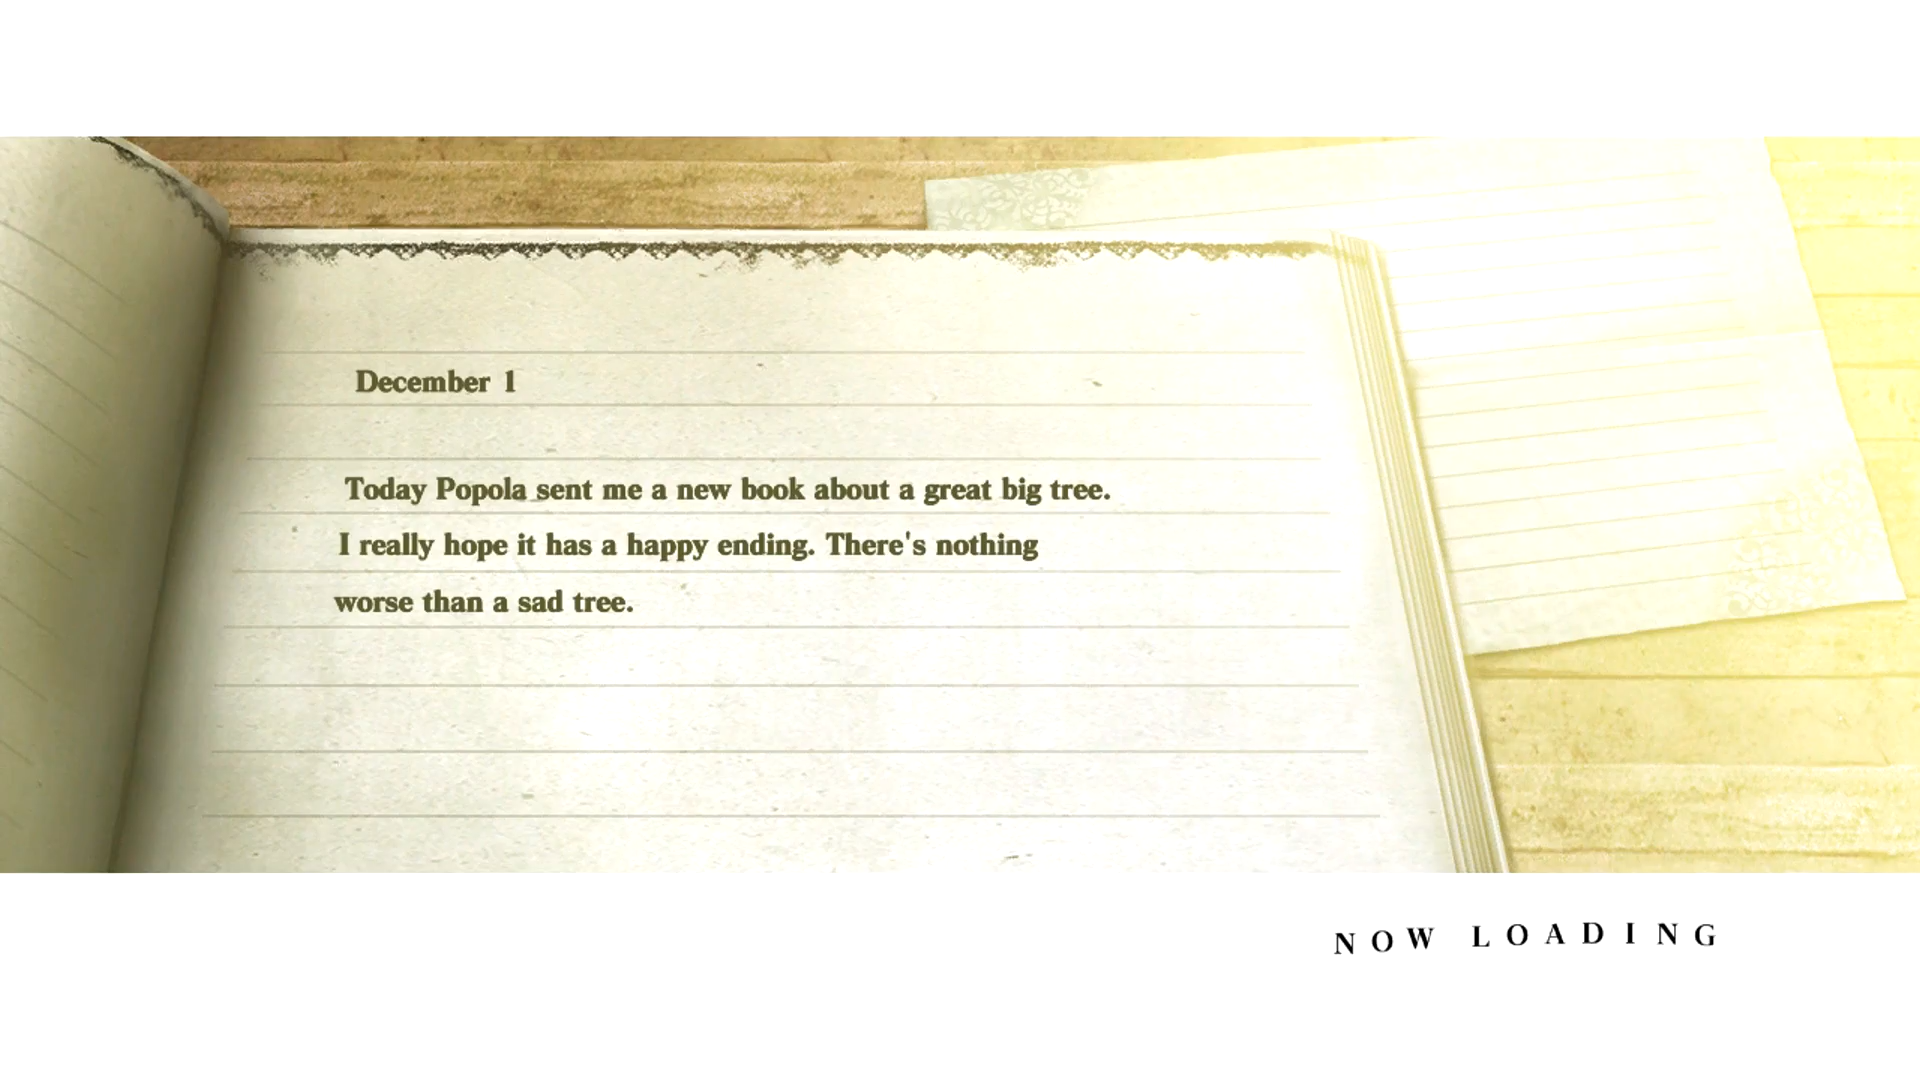 December 1
Today Popola sent me a new book about a great big tree.
I really hope it has a happy ending. There's nothing
worse than a sad tree.
NOW LOADING